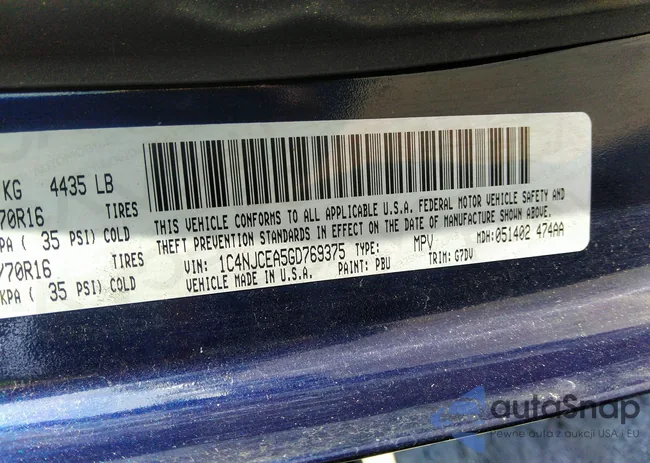 KG 4435 LB
70R16 TIRES
KPA ( 35 PSI) COLD
/70R16 TIRES
KPA ( 35 PSI) COLD
THIS VEHICLE CONFORMS TO ALL APPLICABLE U.S.A. FEDERAL MOTOR VEHICLE SAFETY AND
THEFT PREVENTION STANDARDS IN EFFECT ON THE DATE OF MANUFACTURE SHOWN ABOVE.
VIN: 1C4NJCEA5GD769375 TYPE: MPV MDH: 051402 474AA
VEHICLE MADE IN U.S.A. PAINT: PBU TRIM: G7DV
autoSnap
Pewne auta z aukcji USA i EU